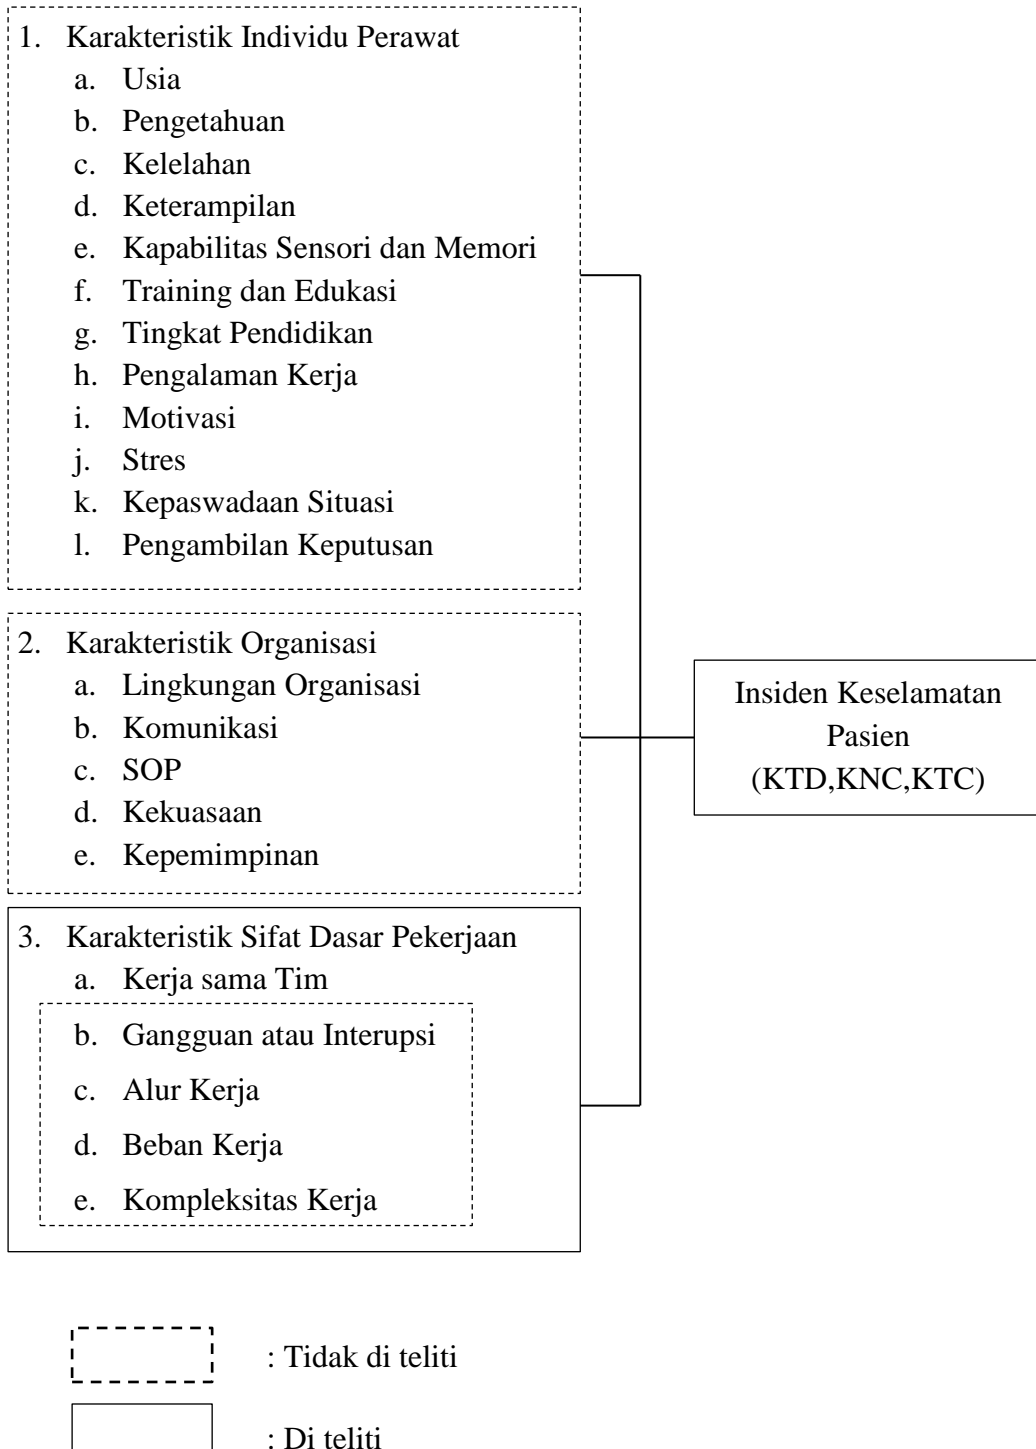 1. Karakteristik Individu Perawat
a. Usia
b. Pengetahuan
c. Kelelahan
d. Keterampilan
e. Kapabilitas Sensori dan Memori
f. Training dan Edukasi
g. Tingkat Pendidikan
h. Pengalaman Kerja
i. Motivasi
j. Stres
k. Kepaswadaan Situasi
l. Pengambilan Keputusan
2. Karakteristik Organisasi
a. Lingkungan Organisasi
b. Komunikasi
c. SOP
d. Kekuasaan
e. Kepemimpinan
3. Karakteristik Sifat Dasar Pekerjaan
a. Kerja sama Tim
b. Gangguan atau Interupsi
c. Alur Kerja
d. Beban Kerja
e. Kompleksitas Kerja
Insiden Keselamatan
Pasien
(KTD,KNC,KTC)
: Tidak di teliti
: Di teliti